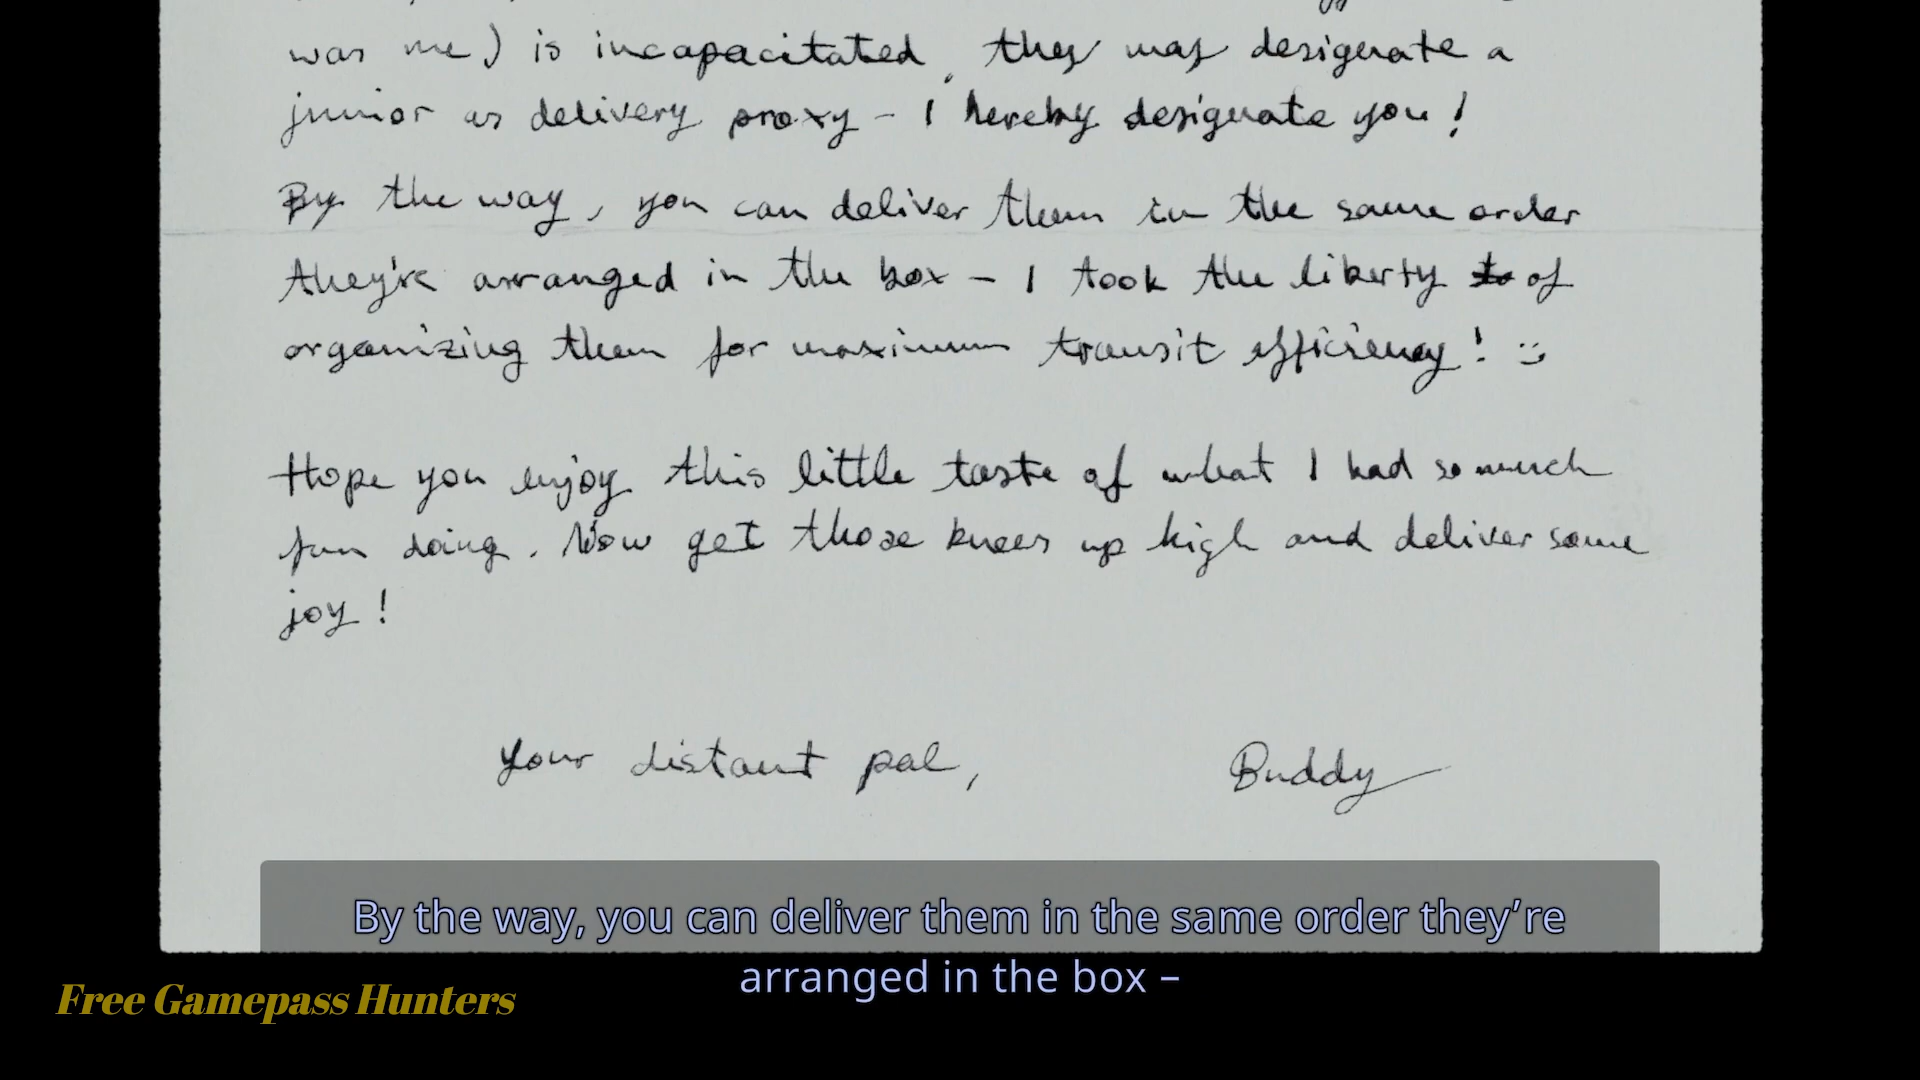 was me) is incapacitated, they may designate a
junior as delivery proxy – I hereby designate you!
By the way, you can deliver them in the same order
they're arranged in the box – I took the liberty to of
organizing them for maximum transit efficiency! :)
Hope you enjoy this little taste of what I had so much
fun doing. Now get those knees up high and deliver some
joy!
Your distant pal,
Buddy
By the way, you can deliver them in the same order they’re
arranged in the box –
Free Gamepass Hunters